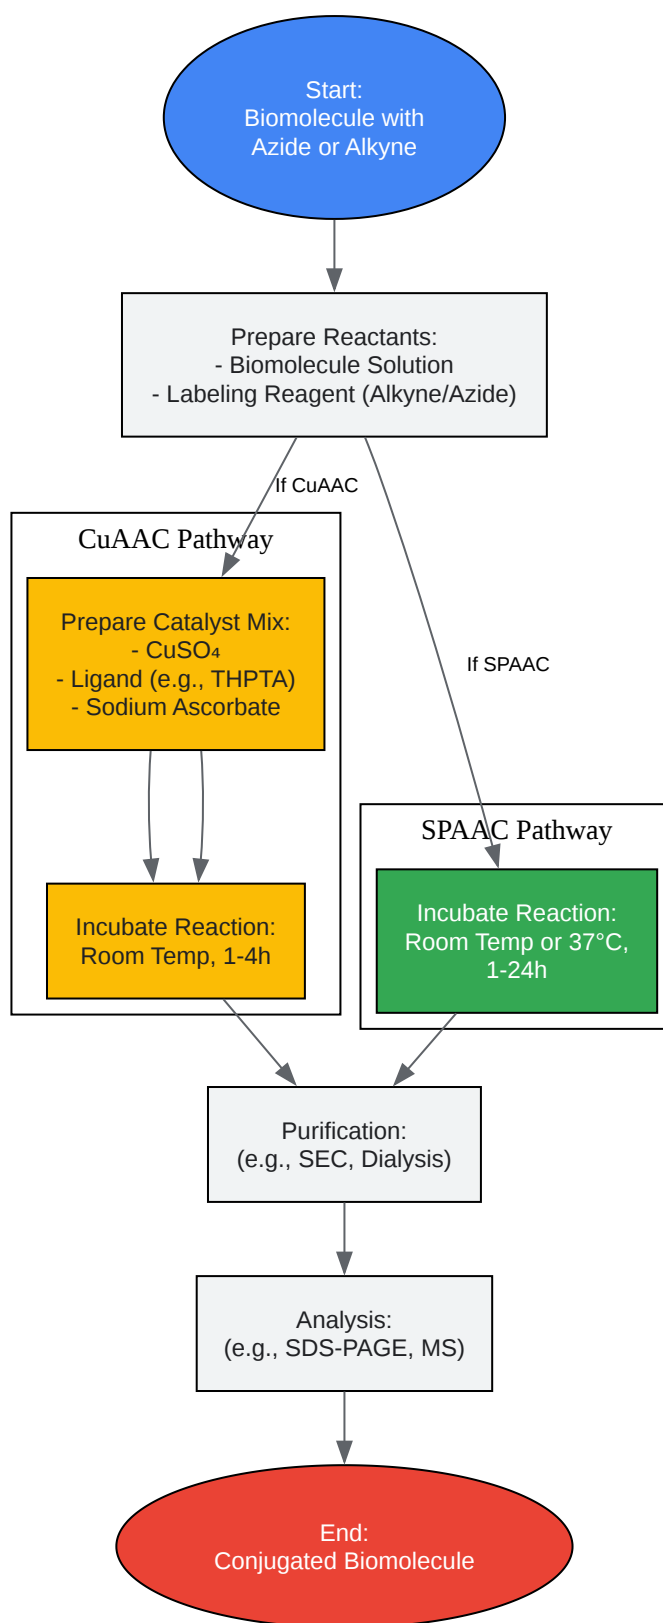 Start:
Biomolecule with
Azide or Alkyne
Prepare Reactants:
- Biomolecule Solution
- Labeling Reagent (Alkyne/Azide)
If CuAAC
CuAAC Pathway
Prepare Catalyst Mix:
- CuSO₄
- Ligand (e.g., THPTA)
- Sodium Ascorbate
If SPAAC
Incubate Reaction:
Room Temp, 1-4h
SPAAC Pathway
Incubate Reaction:
Room Temp or 37°C,
1-24h
Purification:
(e.g., SEC, Dialysis)
Analysis:
(e.g., SDS-PAGE, MS)
End:
Conjugated Biomolecule